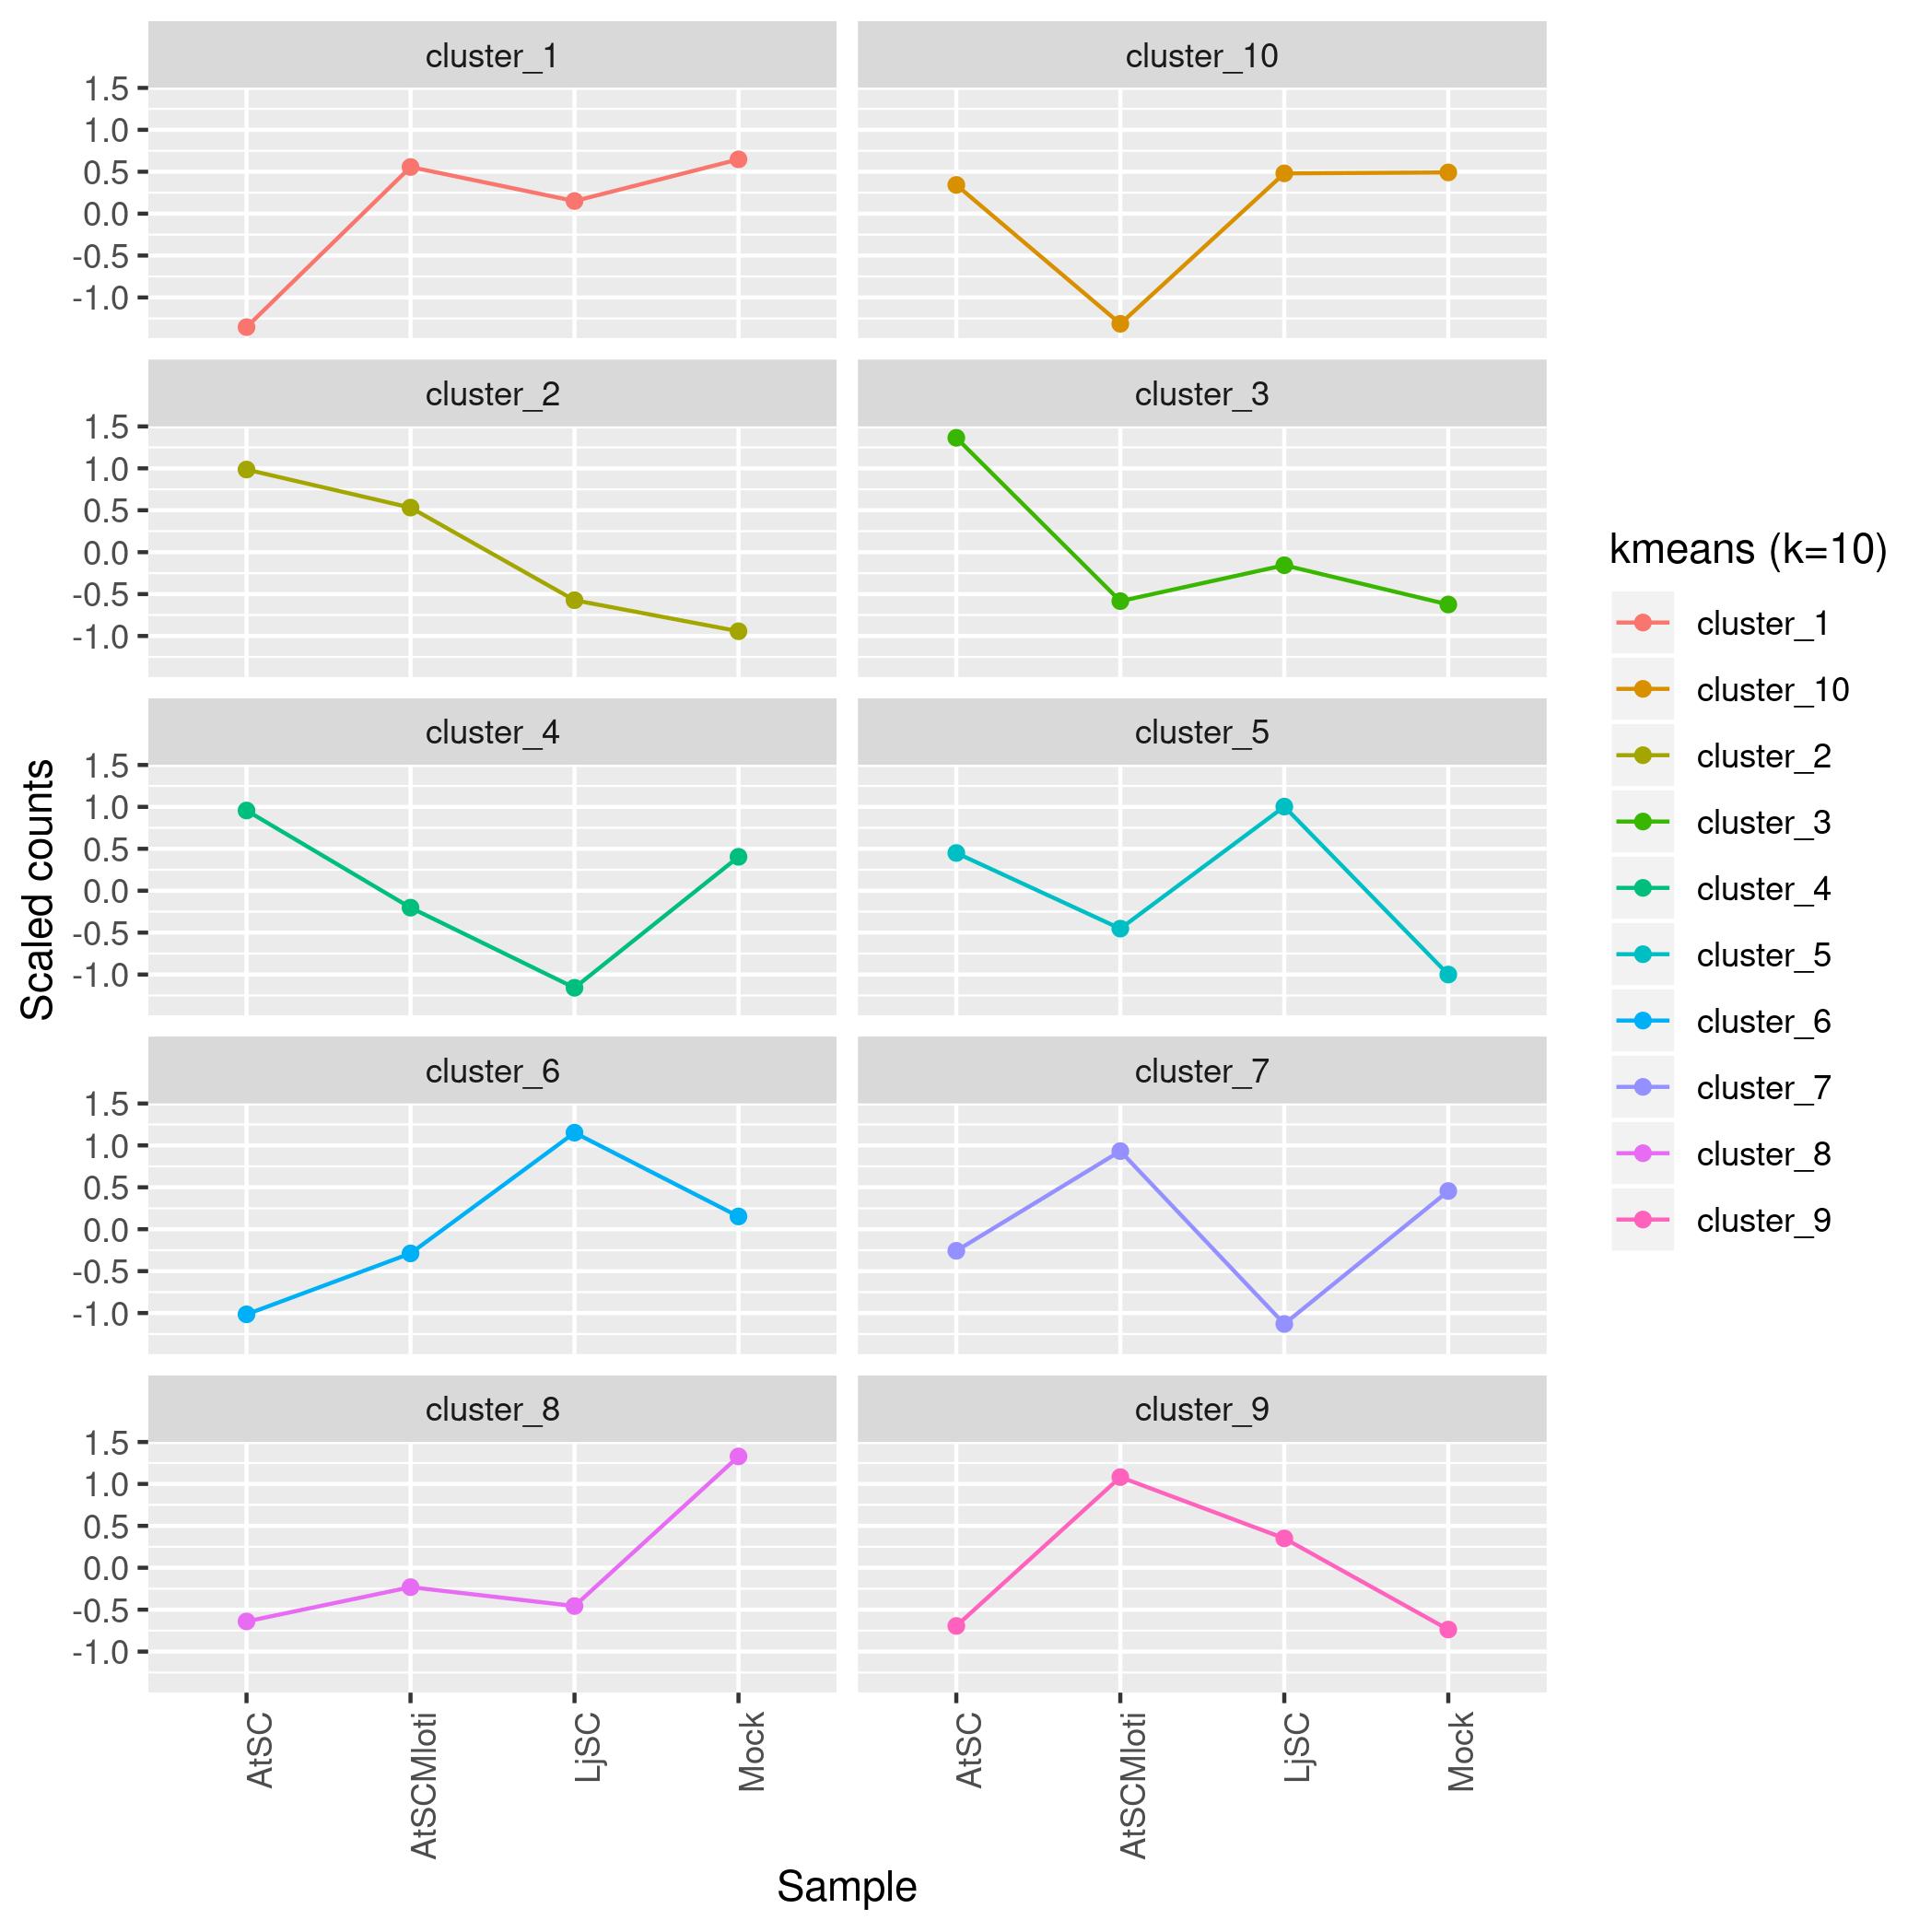 cluster_1
cluster_10
1.5
1.0
0.5
0.0
-0.5
-1.0
cluster_2
cluster_3
1.5
1.0
0.5
0.0
-0.5
-1.0
cluster_4
cluster_5
1.5
1.0
0.5
0.0
-0.5
-1.0
cluster_6
cluster_7
1.5
1.0
0.5
0.0
-0.5
-1.0
cluster_8
cluster_9
1.5
1.0
0.5
0.0
-0.5
-1.0
AtSC
AtSCMloti
LjSC
Mock
AtSC
AtSCMloti
LjSC
Mock
Sample
Scaled counts
kmeans (k=10)
cluster_1
cluster_10
cluster_2
cluster_3
cluster_4
cluster_5
cluster_6
cluster_7
cluster_8
cluster_9